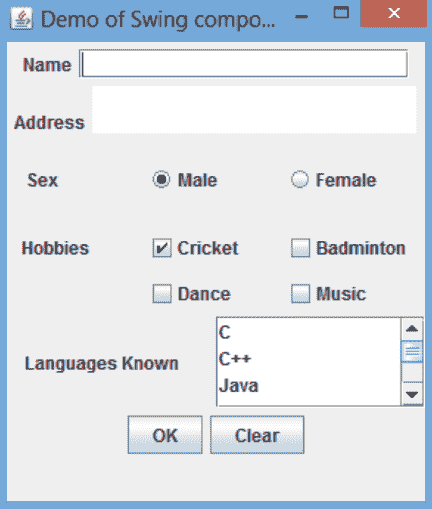 Demo of Swing compo...
Name
Address
Sex Male Female
Hobbies Cricket Badminton
Dance Music
C
C++
Languages Known
Java
OK Clear